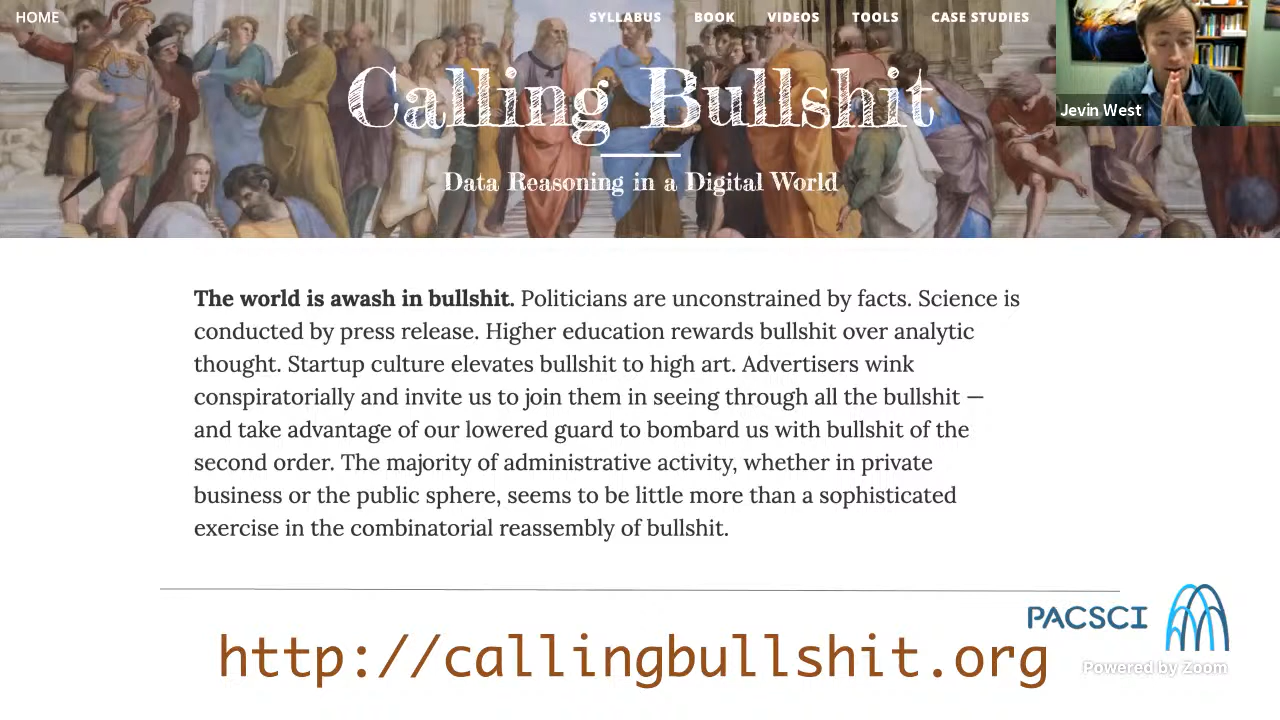 HOME
SYLLABUS BOOK VIDEOS TOOLS CASE STUDIES
Calling Bullshit
Data Reasoning in a Digital World
Jevin West
The world is awash in bullshit. Politicians are unconstrained by facts. Science is
conducted by press release. Higher education rewards bullshit over analytic
thought. Startup culture elevates bullshit to high art. Advertisers wink
conspiratorially and invite us to join them in seeing through all the bullshit —
and take advantage of our lowered guard to bombard us with bullshit of the
second order. The majority of administrative activity, whether in private
business or the public sphere, seems to be little more than a sophisticated
exercise in the combinatorial reassembly of bullshit.
PACSCI
http://callingbullshit.org
Powered by Zoom